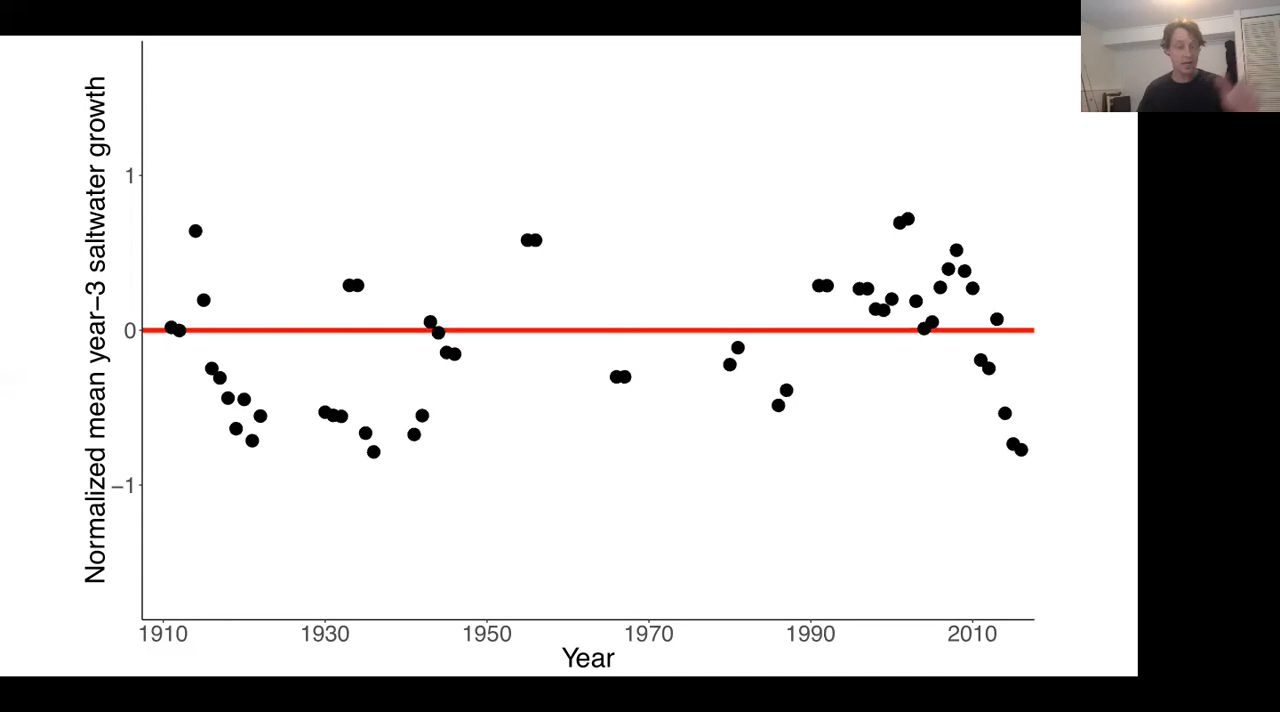 Normalized mean year−3 saltwater growth
1
0
−1
1910 1930 1950 1970 1990 2010
Year